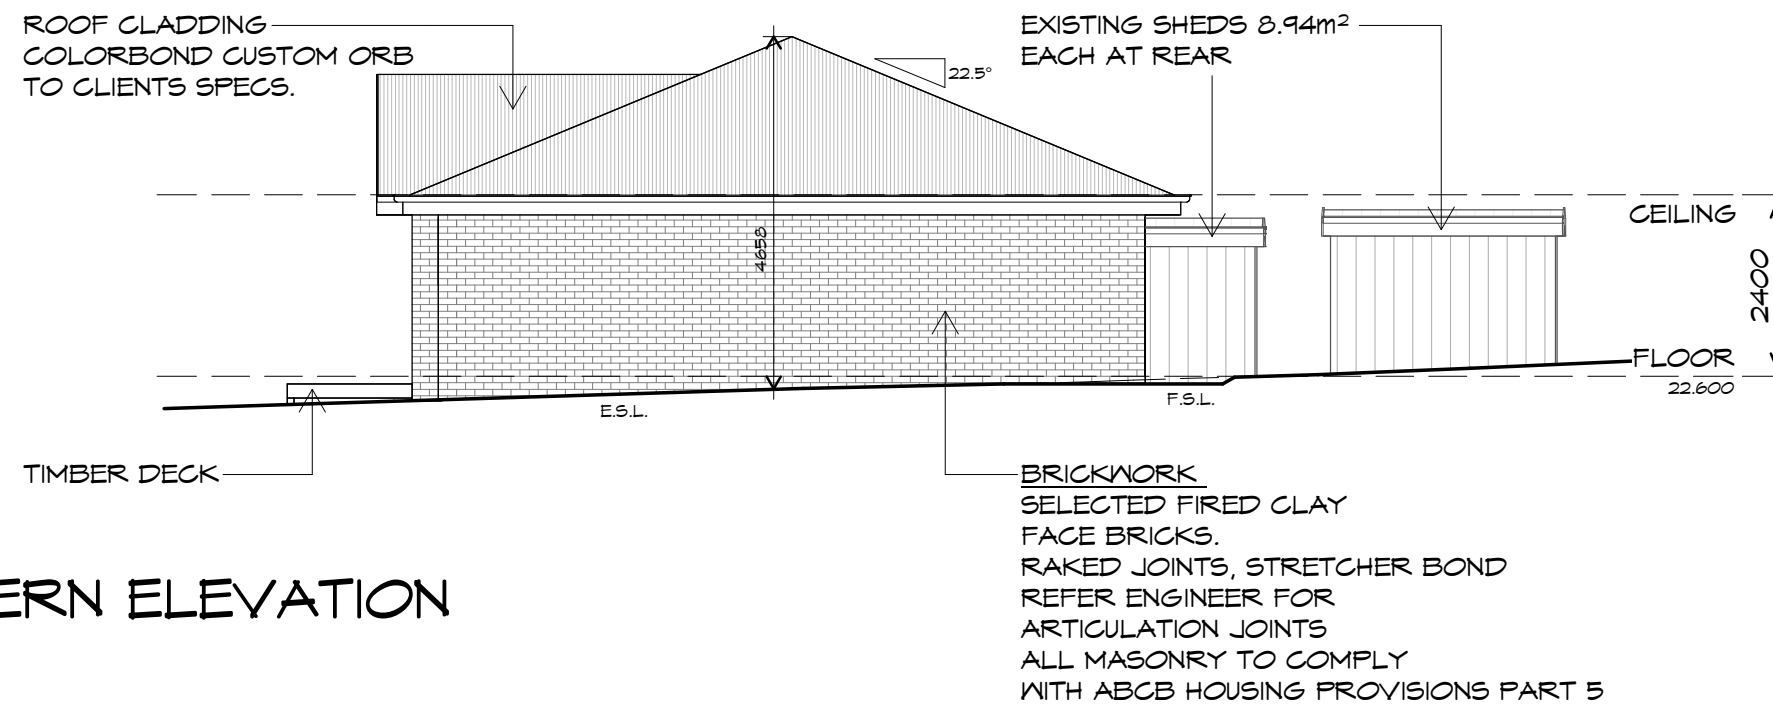 ROOF CLADDING
COLORBOND CUSTOM ORB
TO CLIENTS SPECS.
EXISTING SHEDS 8.94m²
EACH AT REAR
22.5°
4658
CEILING
2400
FLOOR
22.600
E.S.L.
F.S.L.
TIMBER DECK
BRICKWORK
SELECTED FIRED CLAY
FACE BRICKS.
RAKED JOINTS, STRETCHER BOND
REFER ENGINEER FOR
ARTICULATION JOINTS
ALL MASONRY TO COMPLY
WITH ABCB HOUSING PROVISIONS PART 5
ERN ELEVATION